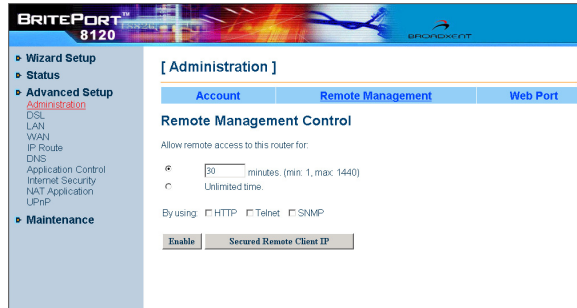 BRITEPORT™
8120
BROADXENT
Wizard Setup
Status
Advanced Setup
Administration
DSL
LAN
WAN
IP Route
DNS
Application Control
Internet Security
NAT Application
UPnP
Maintenance
[ Administration ]
Account Remote Management Web Port
Remote Management Control
Allow remote access to this router for:
30 minutes. (min: 1, max: 1440)
Unlimited time.
By using: HTTP Telnet SNMP
Enable Secured Remote Client IP